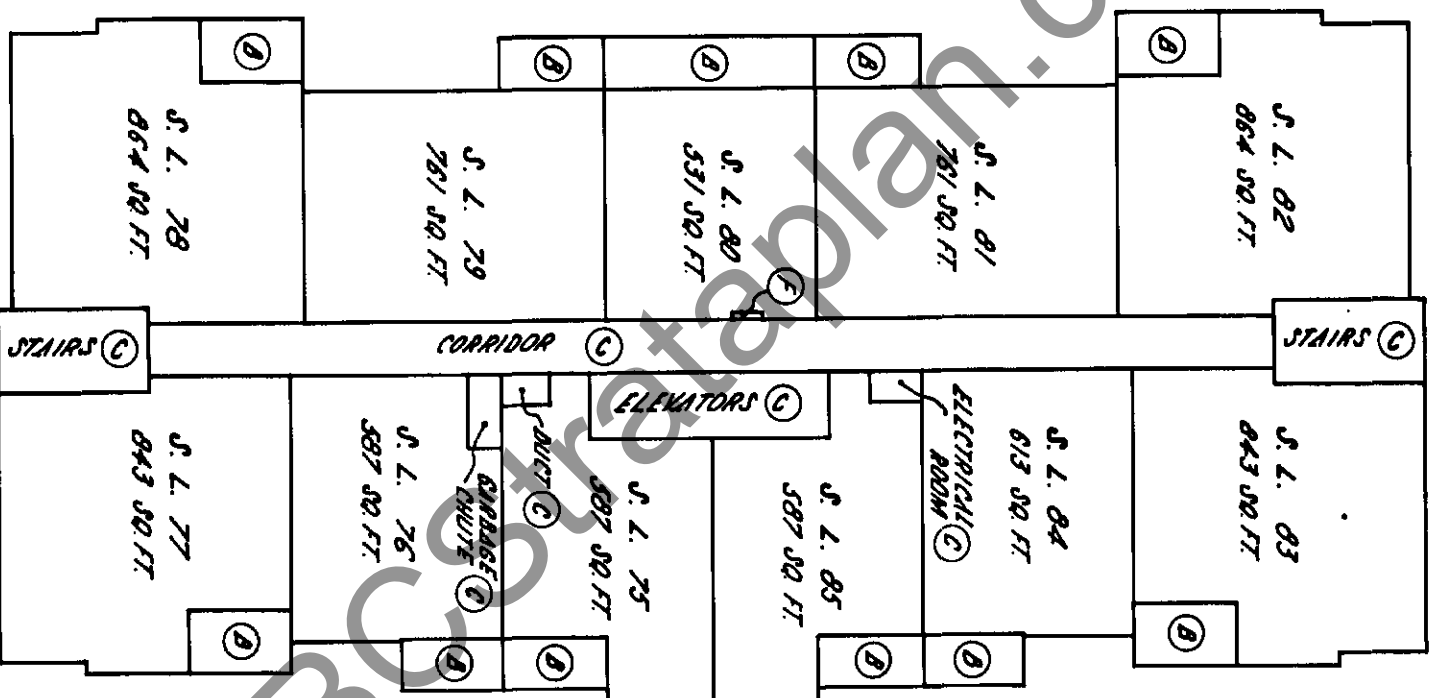 B
B
B
B
B
S. L. 78
864 SQ. FT.
S. L. 79
761 SQ. FT
S. L. 80
531 SQ. FT
S. L. 81
761 SQ. FT.
S. L. 82
864 SQ. FT.
F
STAIRS C
CORRIDOR C
STAIRS C
ELEVATORS C
S. L. 77
843 SQ. FT
S. L. 76
587 SQ. FT.
GARBAGE
CHUTE C
DUCT C
S. L. 75
587 SQ. FT
S. L. 85
587 SQ. FT
ELECTRICAL
ROOM C
S. L. 84
613 SQ. FT
S. L. 83
843 SQ. FT
B
B
B
B
B
B
BCStrataplan.c